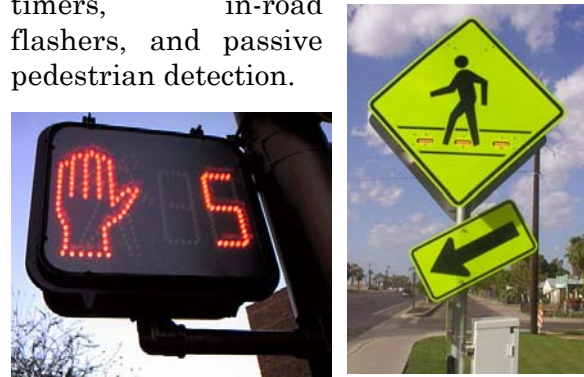 timers, in-road
flashers, and passive
pedestrian detection.
5